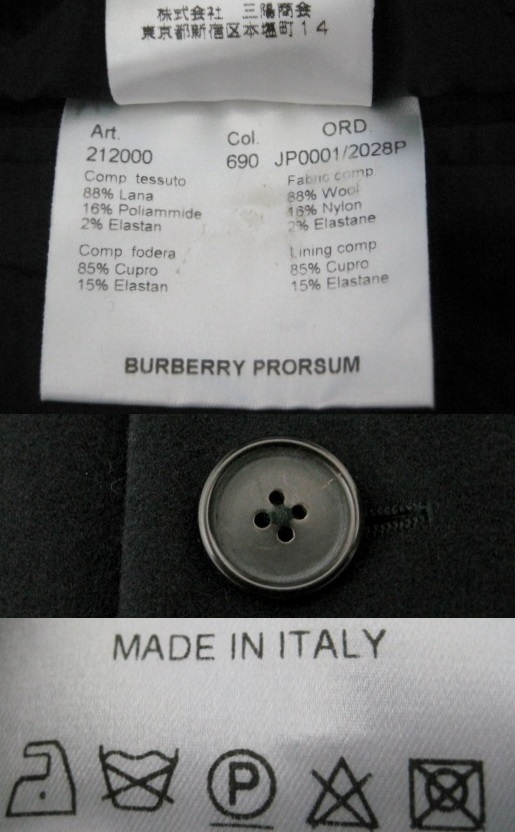 株式会社 三陽商会
東京都新宿区本塩町14
Art. Col. ORD.
212000 690 JP0001/2028P
Comp tessuto Fabric comp.
88% Lana 88% Wool
16% Poliammide 16% Nylon
2% Elastan 2% Elastane
Comp. fodera Lining comp
85% Cupro 85% Cupro
15% Elastan 15% Elastane
BURBERRY PRORSUM
MADE IN ITALY
P